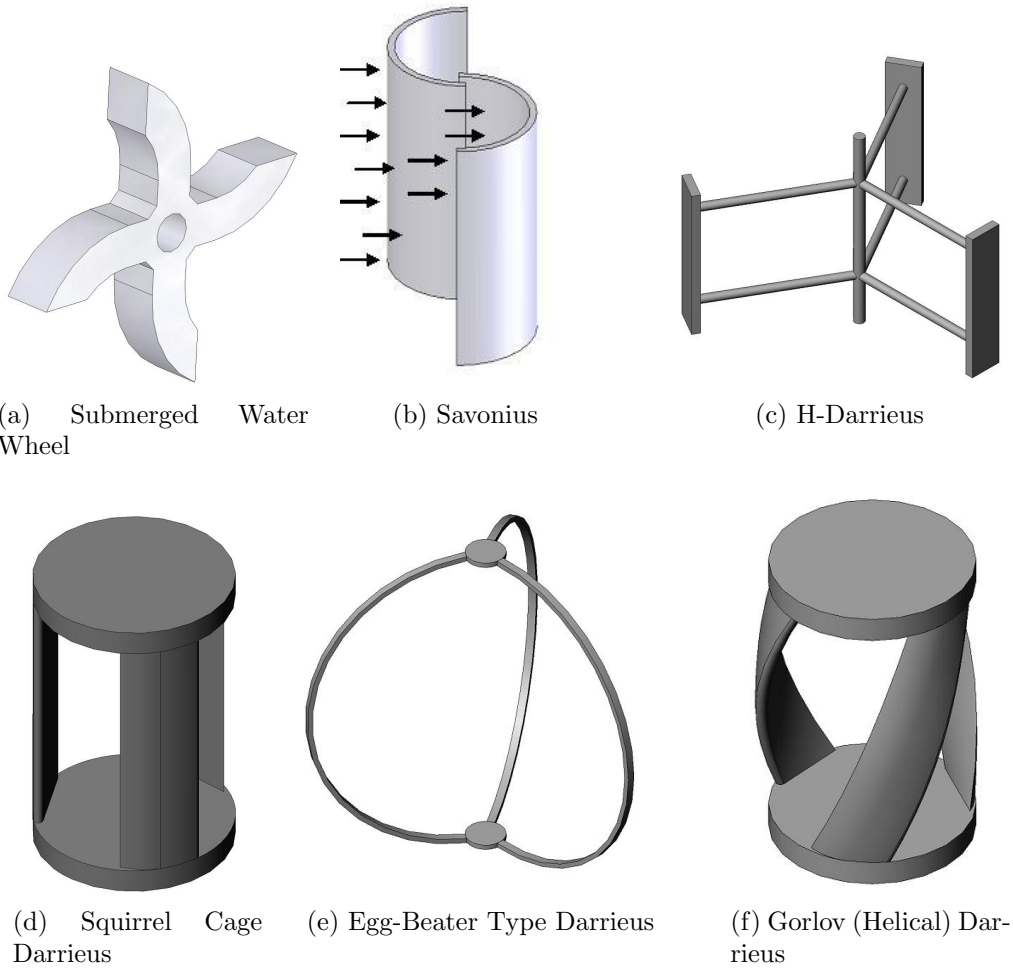 (a) Submerged Water
Wheel
(b) Savonius
(c) H-Darrieus
(d) Squirrel Cage
Darrieus
(e) Egg-Beater Type Darrieus
(f) Gorlov (Helical) Dar-
rieus